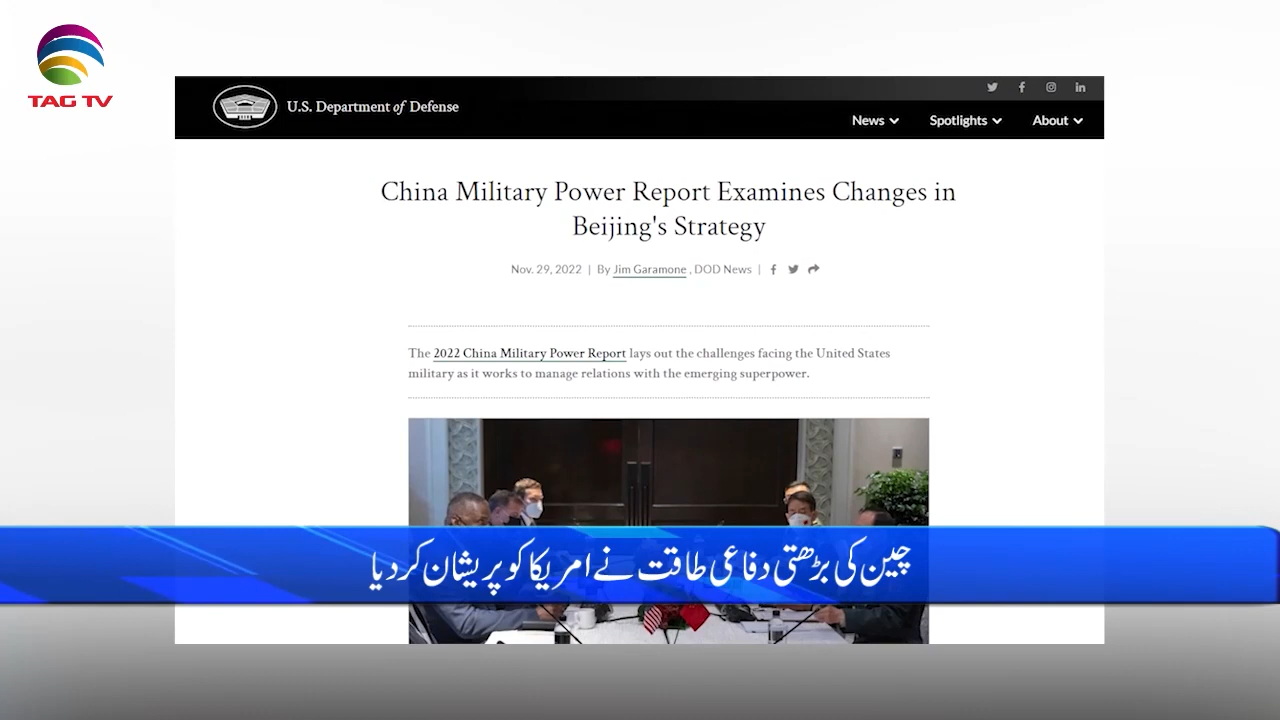 TAG TV
U.S. Department of Defense
News
Spotlights
About
China Military Power Report Examines Changes in
Beijing's Strategy
Nov. 29, 2022 | By Jim Garamone , DOD News |
The 2022 China Military Power Report lays out the challenges facing the United States
military as it works to manage relations with the emerging superpower.
چین کی بڑھتی دفاعی طاقت نے امریکا کو پریشان کردیا